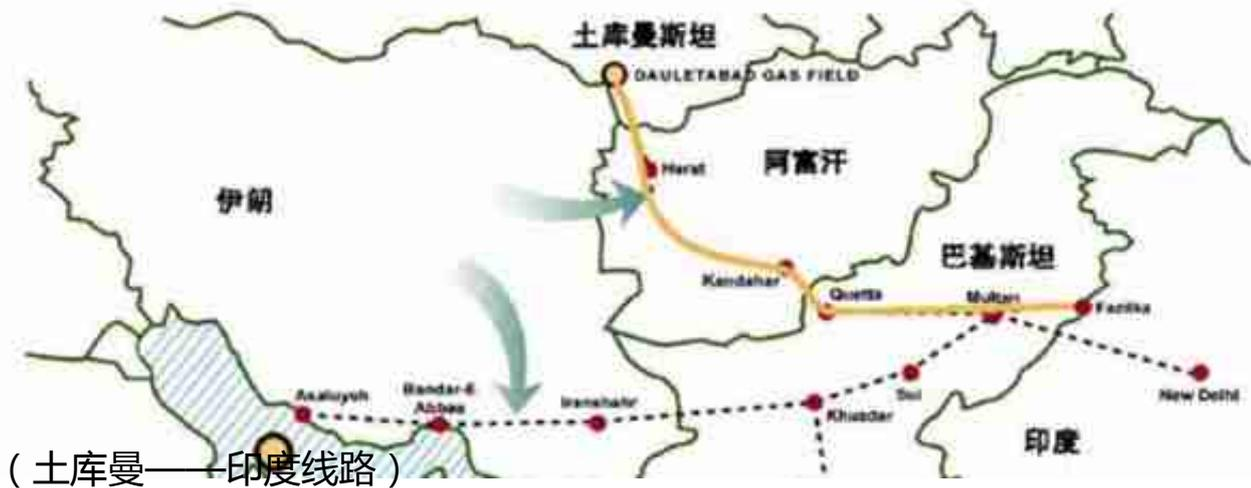 土库曼斯坦
DAULETABAD GAS FIELD
Herat
阿富汗
伊朗
巴基斯坦
Kandahar
Quetta
Multan
Fazilka
Asaluyeh
Bandar-e
Abbas
Iranshahr
Khuzdar
Sui
New Delhi
印度
（土库曼——印度线路）